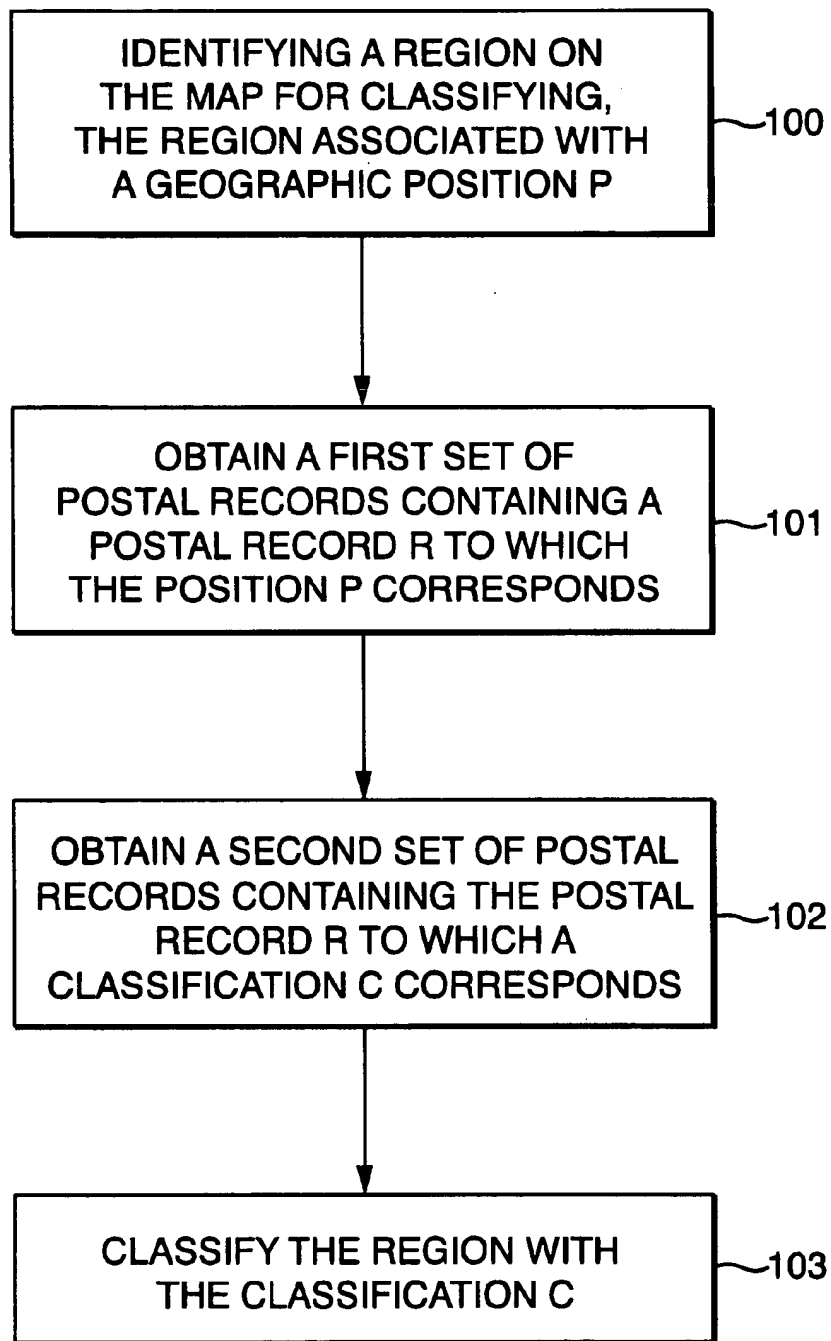 IDENTIFYING A REGION ON
THE MAP FOR CLASSIFYING,
THE REGION ASSOCIATED WITH
A GEOGRAPHIC POSITION P
100
OBTAIN A FIRST SET OF
POSTAL RECORDS CONTAINING A
POSTAL RECORD R TO WHICH
THE POSITION P CORRESPONDS
101
OBTAIN A SECOND SET OF POSTAL
RECORDS CONTAINING THE POSTAL
RECORD R TO WHICH A
CLASSIFICATION C CORRESPONDS
102
CLASSIFY THE REGION WITH
THE CLASSIFICATION C
103